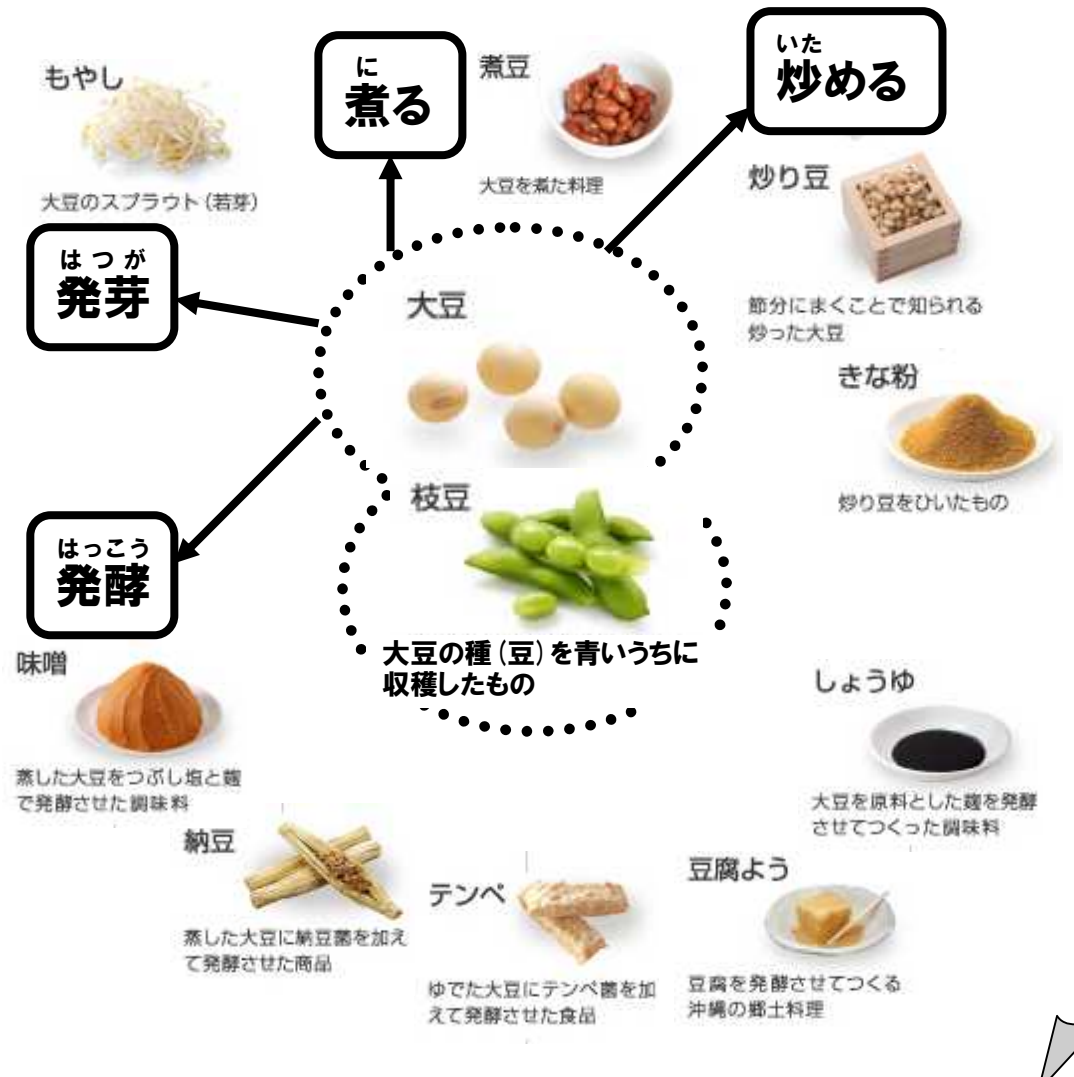 もやし
大豆のスプラウト（若芽）
に
煮る
煮豆
大豆を煮た料理
いた
炒める
炒り豆
節分にまくことで知られる
炒った大豆
きな粉
炒り豆をひいたもの
はつが
発芽
大豆
枝豆
大豆の種（豆）を青いうちに
収穫したもの
はっこう
発酵
味噌
蒸した大豆をつぶし塩と麹
で発酵させた調味料
納豆
蒸した大豆に納豆菌を加え
て発酵させた商品
テンペ
ゆでた大豆にテンペ菌を加
えて発酵させた食品
豆腐よう
豆腐を発酵させてつくる
沖縄の郷土料理
しょうゆ
大豆を原料とした麹を発酵
させてつくった調味料